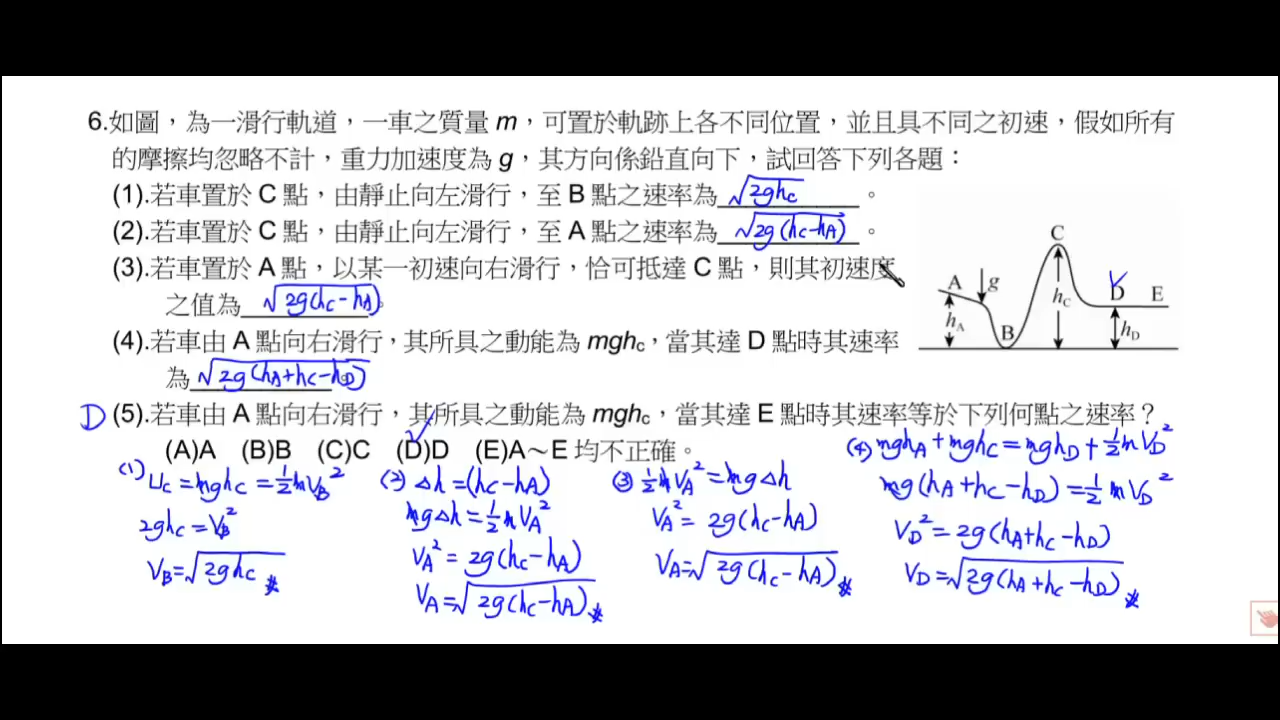 6.如圖，為一滑行軌道，一車之質量 m，可置於軌跡上各不同位置，並且具不同之初速，假如所有
的摩擦均忽略不計，重力加速度為 g，其方向係鉛直向下，試回答下列各題：
(1).若車置於 C 點，由靜止向左滑行，至 B 點之速率為 √2ghc 。
(2).若車置於 C 點，由靜止向左滑行，至 A 點之速率為 √2g(hc-hA) 。
(3).若車置於 A 點，以某一初速向右滑行，恰可抵達 C 點，則其初速度
之值為 √2g(hc-hA) 。
(4).若車由 A 點向右滑行，其所具之動能為 mghc，當其達 D 點時其速率
為 √2g(hA+hc-hD) 。
D (5).若車由 A 點向右滑行，其所具之動能為 mghc，當其達 E 點時其速率等於下列何點之速率？
(A)A (B)B (C)C (D)D (E)A～E 均不正確。
A g B C D E
hA hC hD
(1) Uc=mghc=½mVB²
2ghc=VB²
VB=√2ghc
(2) Δh=(hc-hA)
mgΔh=½mVA²
VA²=2g(hc-hA)
VA=√2g(hc-hA)
(3) ½mVA²=mgΔh
VA²=2g(hc-hA)
VA=√2g(hc-hA)
(4) mghA+mghc=mghD+½mVD²
mg(hA+hc-hD)=½mVD²
VD²=2g(hA+hc-hD)
VD=√2g(hA+hc-hD)